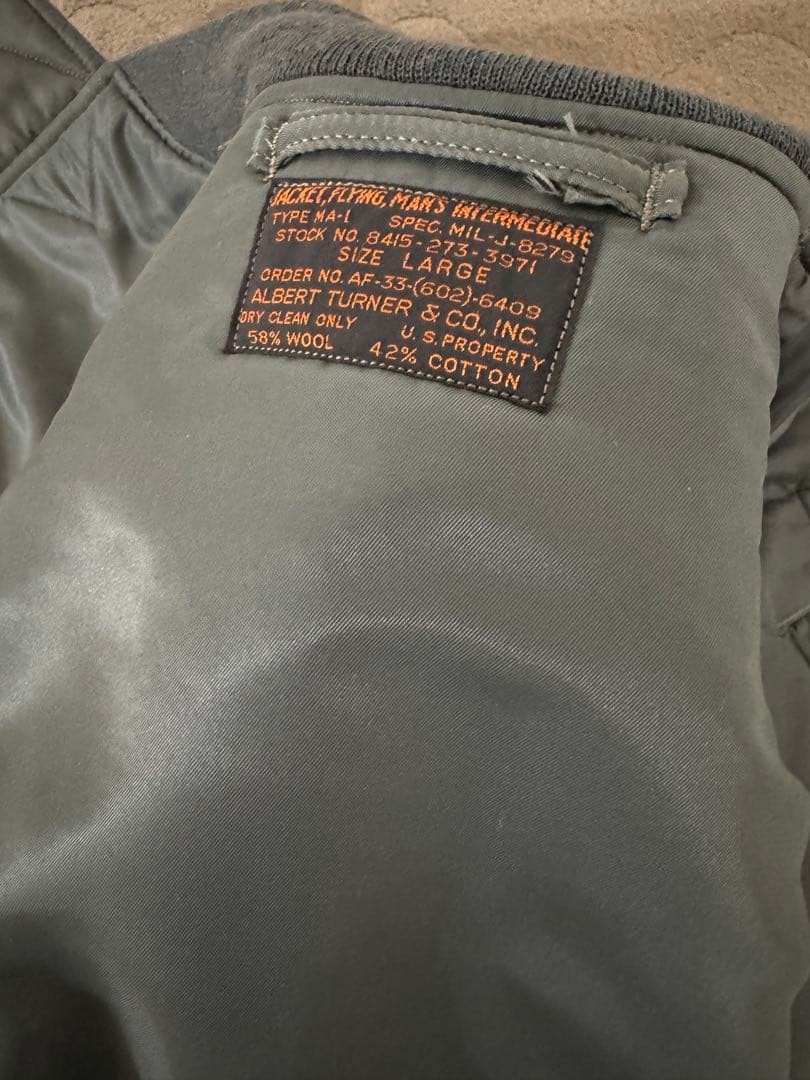 JACKET, FLYING, MAN'S INTERMEDIATE
TYPE MA-1 SPEC. MIL-J-8279
STOCK NO. 8415-273-3971
SIZE LARGE
ORDER NO. AF-33-(602)-6409
ALBERT TURNER & CO., INC.
DRY CLEAN ONLY U.S. PROPERTY
58% WOOL 42% COTTON